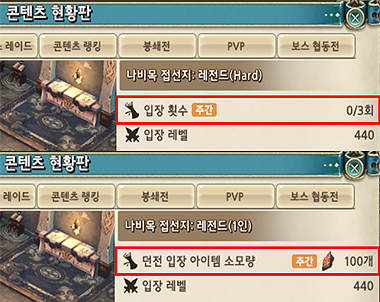 콘텐츠 현황판
레이드 콘텐츠 랭킹 봉쇄전 PVP 보스 협동전
나비목 접선지: 레전드(Hard)
입장 횟수 주간 0/3회
입장 레벨 440
콘텐츠 현황판
레이드 콘텐츠 랭킹 봉쇄전 PVP 보스 협동전
나비목 접선지: 레전드(1인)
던전 입장 아이템 소모량 주간 100개
입장 레벨 440